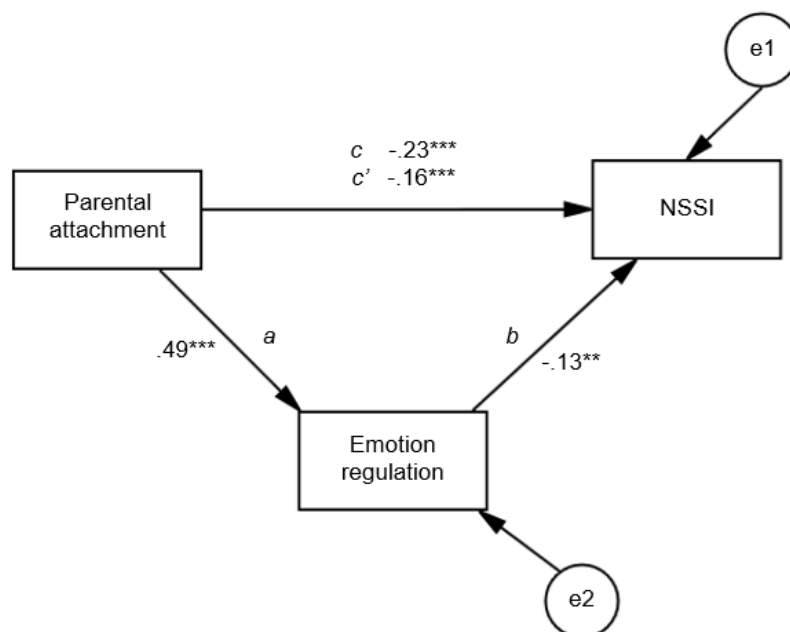 e1
c -.23***
c’ -.16***
Parental
attachment
NSSI
.49***
a
b
-.13**
Emotion
regulation
e2